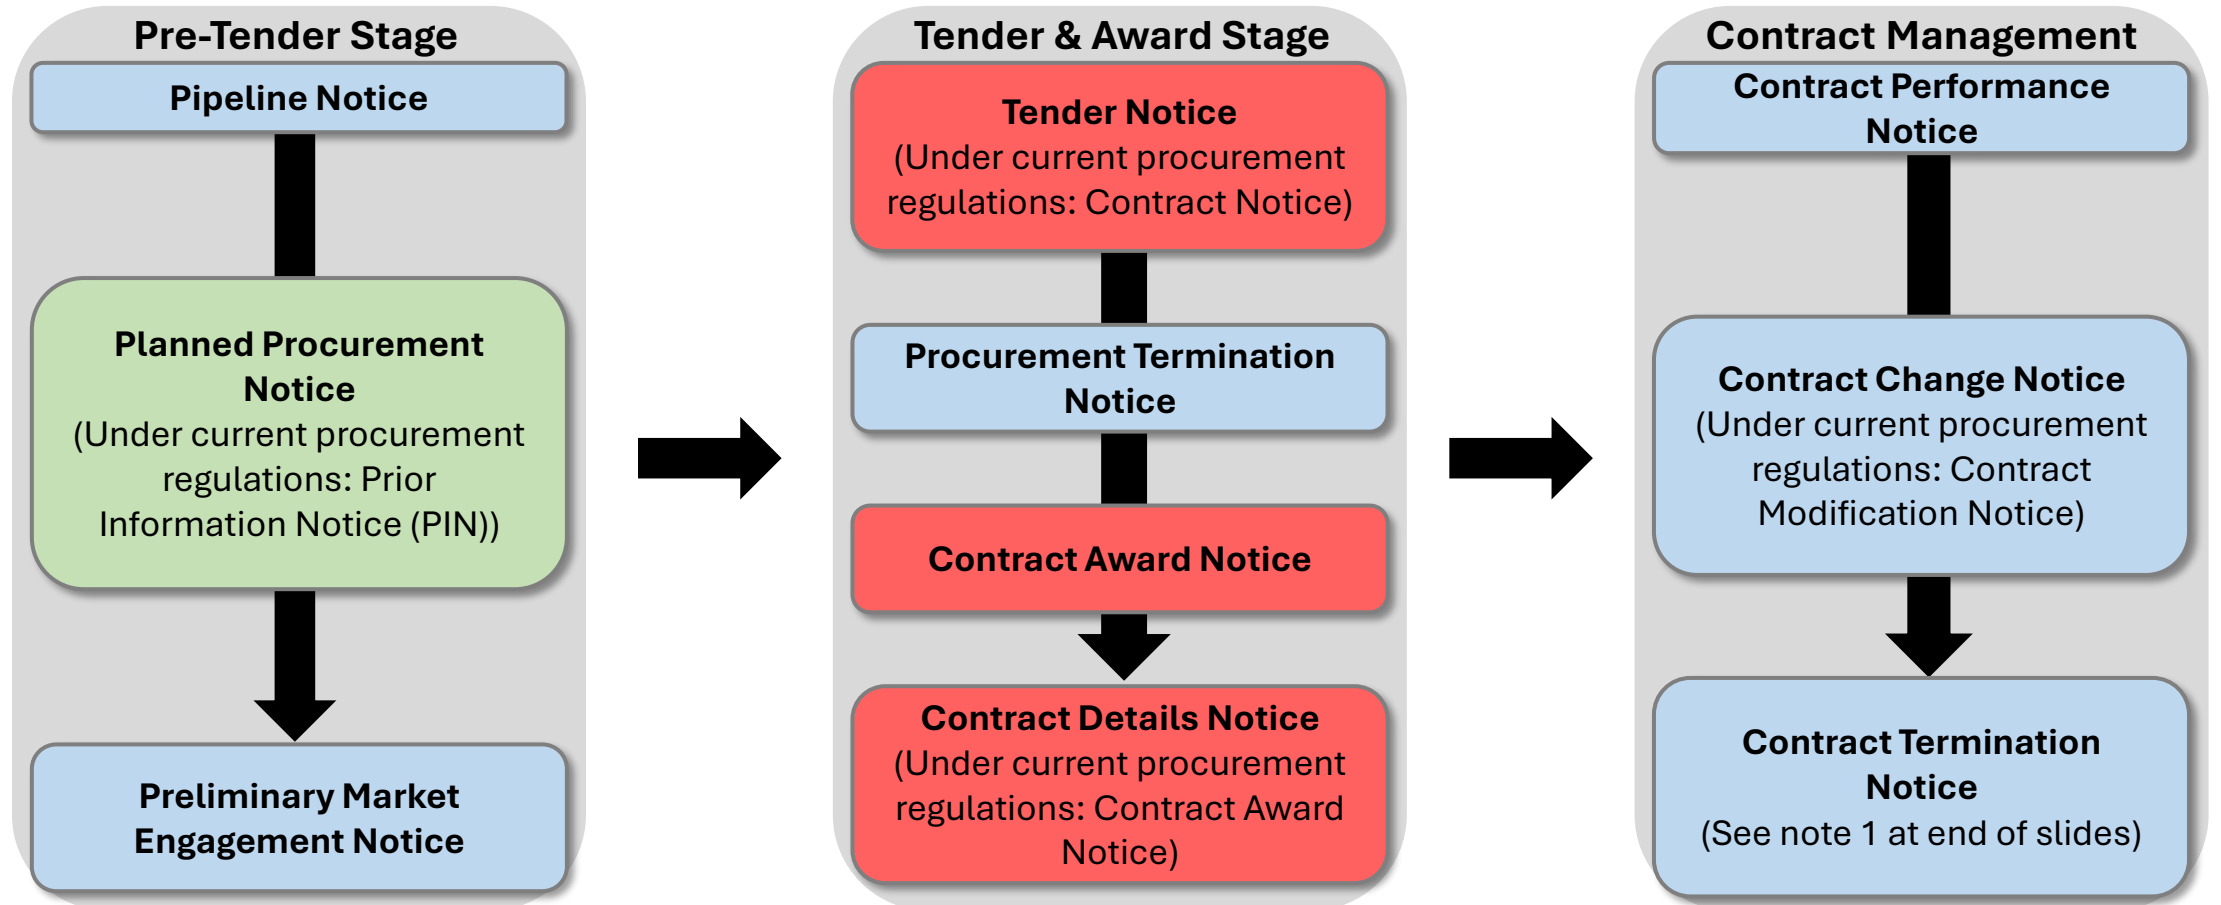 Pre-Tender Stage
Pipeline Notice
Planned Procurement
Notice
(Under current procurement
regulations: Prior
Information Notice (PIN))
Preliminary Market
Engagement Notice
Tender & Award Stage
Tender Notice
(Under current procurement
regulations: Contract Notice)
Procurement Termination
Notice
Contract Award Notice
Contract Details Notice
(Under current procurement
regulations: Contract Award
Notice)
Contract Management
Contract Performance
Notice
Contract Change Notice
(Under current procurement
regulations: Contract
Modification Notice)
Contract Termination
Notice
(See note 1 at end of slides)